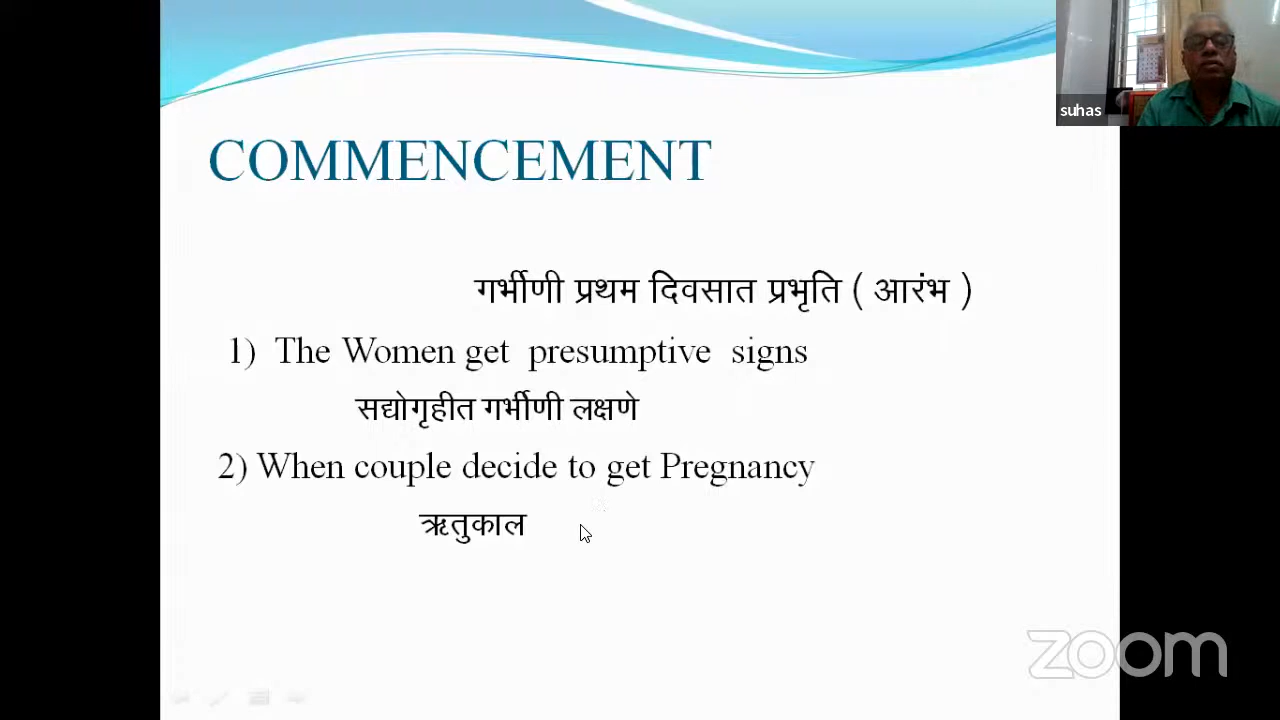 suhas
COMMENCEMENT
गर्भीणी प्रथम दिवसात प्रभृति ( आरंभ )
1) The Women get presumptive signs
सद्योगृहीत गर्भीणी लक्षणे
2) When couple decide to get Pregnancy
ऋतुकाल
zoom